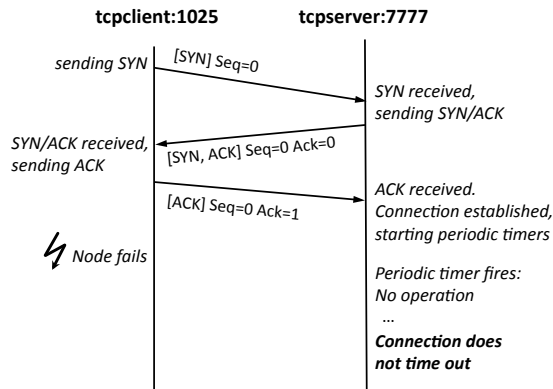 tcpclient:1025 tcpserver:7777
sending SYN
[SYN] Seq=0
SYN received,
sending SYN/ACK
[SYN, ACK] Seq=0 Ack=0
SYN/ACK received,
sending ACK
[ACK] Seq=0 Ack=1
ACK received.
Connection established,
starting periodic timers
Node fails
Periodic timer fires:
No operation
...
Connection does
not time out